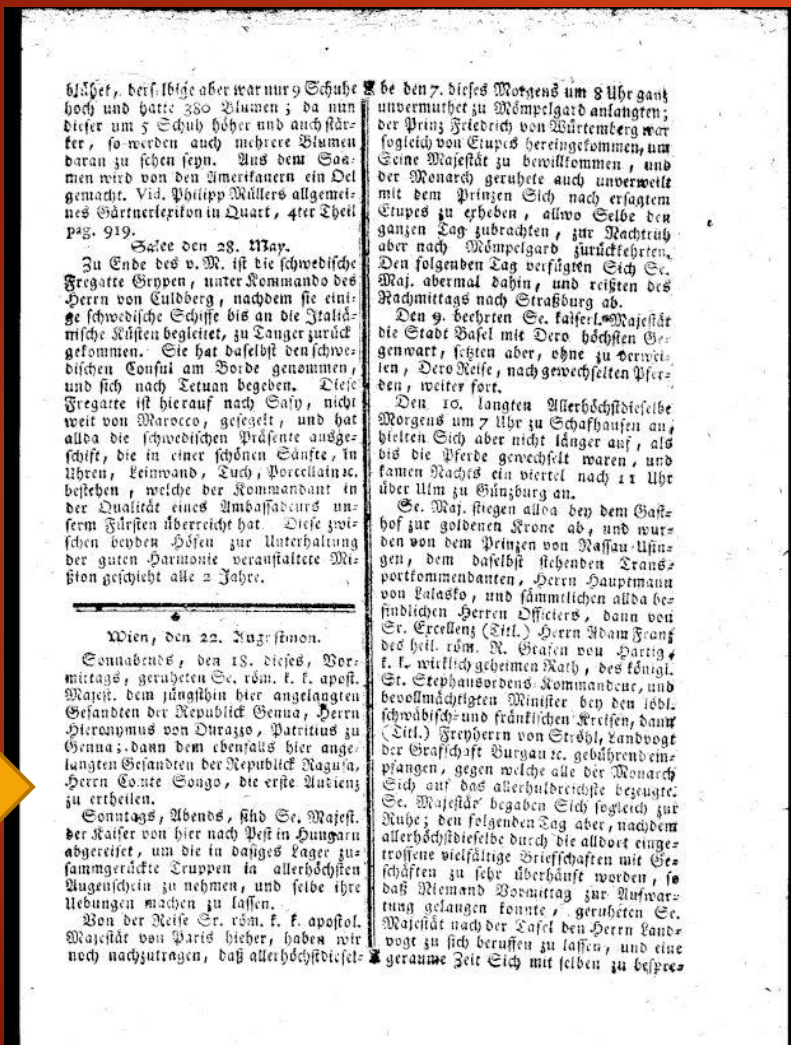 blühet, derselbige aber war nur 9 Schuhe
hoch und hatte 380 Blumen; da nun
dieser um 5 Schuh höher und auch stär-
ker, so werden auch mehrere Blumen
daran zu sehen seyn. Aus dem Saa-
men wird von den Amerikanern ein Oel
gemacht. Vid. Philipp Müllers allgemei-
nes Gärtnerlexikon in Quart, 4ter Theil
pag. 919.
Salee den 28. May.
Zu Ende des v. M. ist die schwedische
Fregatte Grypen, unter Kommando des
Herrn von Culdberg, nachdem sie eini-
ge schwedische Schiffe bis an die Italiä-
nische Küsten begleitet, zu Tanger zurück
gekommen. Sie hat daselbst den schwe-
dischen Consul am Borde genommen,
und sich nach Tetuan begeben. Diese
Fregatte ist hierauf nach Safy, nicht
weit von Marocco, gesegelt, und hat
allda die schwedischen Präsente ausge-
schift, die in einer schönen Sänfte, in
Uhren, Leinwand, Tuch, Porcellain ꝛc.
bestehen, welche der Kommandant in
der Qualität eines Ambassadeurs un-
serm Fürsten überreicht hat. Diese zwi-
schen beyden Höfen zur Unterhaltung
der guten Harmonie veranstaltete Mi-
ßion geschieht alle 2 Jahre.
Wien, den 22. Augustmon.
Sonnabends, den 18. dieses, Vor-
mittags, geruheten Se. röm. k. k. apost.
Majest. dem jüngsthin hier angelangten
Gesandten der Republick Genua, Herrn
Hieronymus von Durazzo, Patritius zu
Genua; dann dem ebenfalls hier ange-
langten Gesandten der Republick Ragusa,
Herrn Comte Songo, die erste Audienz
zu ertheilen.
Sonntags, Abends, sind Se. Majest.
der Kaiser von hier nach Pest in Hungarn
abgereiset, um die in dasiges Lager zu-
sammgerückte Truppen in allerhöchsten
Augenschein zu nehmen, und selbe ihre
Uebungen machen zu lassen.
Von der Reise Sr. röm. k. k. apostol.
Majestät von Paris hieher, haben wir
noch nachzutragen, daß allerhöchstdiesel-
be den 7. dieses Morgens um 8 Uhr ganz
unvermuthet zu Mömpelgard anlangten;
der Prinz Friedrich von Würtemberg war
sogleich von Etupes hereingekommen, um
Seine Majestät zu bewillkommen, und
der Monarch geruhete auch unverweilt
mit dem Prinzen Sich nach ersagtem
Etupes zu erheben, allwo Selbe den
ganzen Tag zubrachten, zur Nachtruh
aber nach Mömpelgard zurückkehrten.
Den folgenden Tag verfügten Sich Se.
Maj. abermal dahin, und reißten des
Nachmittags nach Straßburg ab.
Den 9. beehrten Se. kaiserl. Majestät
die Stadt Basel mit Dero höchsten Ge-
genwart, setzten aber, ohne zu verwei-
len, Dero Reise, nach gewechselten Pfer-
den, weiter fort.
Den 10. langten Allerhöchstdieselbe
Morgens um 7 Uhr zu Schafhausen an,
hielten Sich aber nicht länger auf, als
bis die Pferde gewechselt waren, und
kamen Nachts ein viertel nach 11 Uhr
über Ulm zu Günzburg an.
Se. Maj. stiegen allda bey dem Gast-
hof zur goldenen Krone ab, und wur-
den von dem Prinzen von Nassau-Usin-
gen, dem daselbst stehenden Trans-
portkommendanten, Herrn Hauptmann
von Lalasko, und sämmtlichen allda be-
findlichen Herren Officiers, dann von
Sr. Excellenz (Titl.) Herrn Adam Franz
des heil. röm. R. Grafen von Hartig,
k. k. wirklich geheimen Rath, des königl.
St. Stephansordens Kommandeur, und
bevollmächtigten Minister bey den löbl.
schwäbisch- und fränkischen Kreisen, dann
(Titl.) Freyherrn von Ströhl, Landvogt
der Grafschaft Burgau ꝛc. gebührend em-
pfangen, gegen welche alle der Monarch
Sich auf das allerhuldreichste bezeugte.
Se. Majestät begaben Sich sogleich zur
Ruhe; den folgenden Tag aber, nachdem
allerhöchstdieselbe durch die alldort einge-
troffene vielfältige Briefschaften mit Ge-
schäften zu sehr überhäuft worden, so
daß Niemand Vormittag zur Aufwar-
tung gelangen konnte, geruheten Se.
Majestät nach der Tafel den Herrn Land-
vogt zu sich beruffen zu lassen, und eine
geraume Zeit Sich mit selben zu bespre-